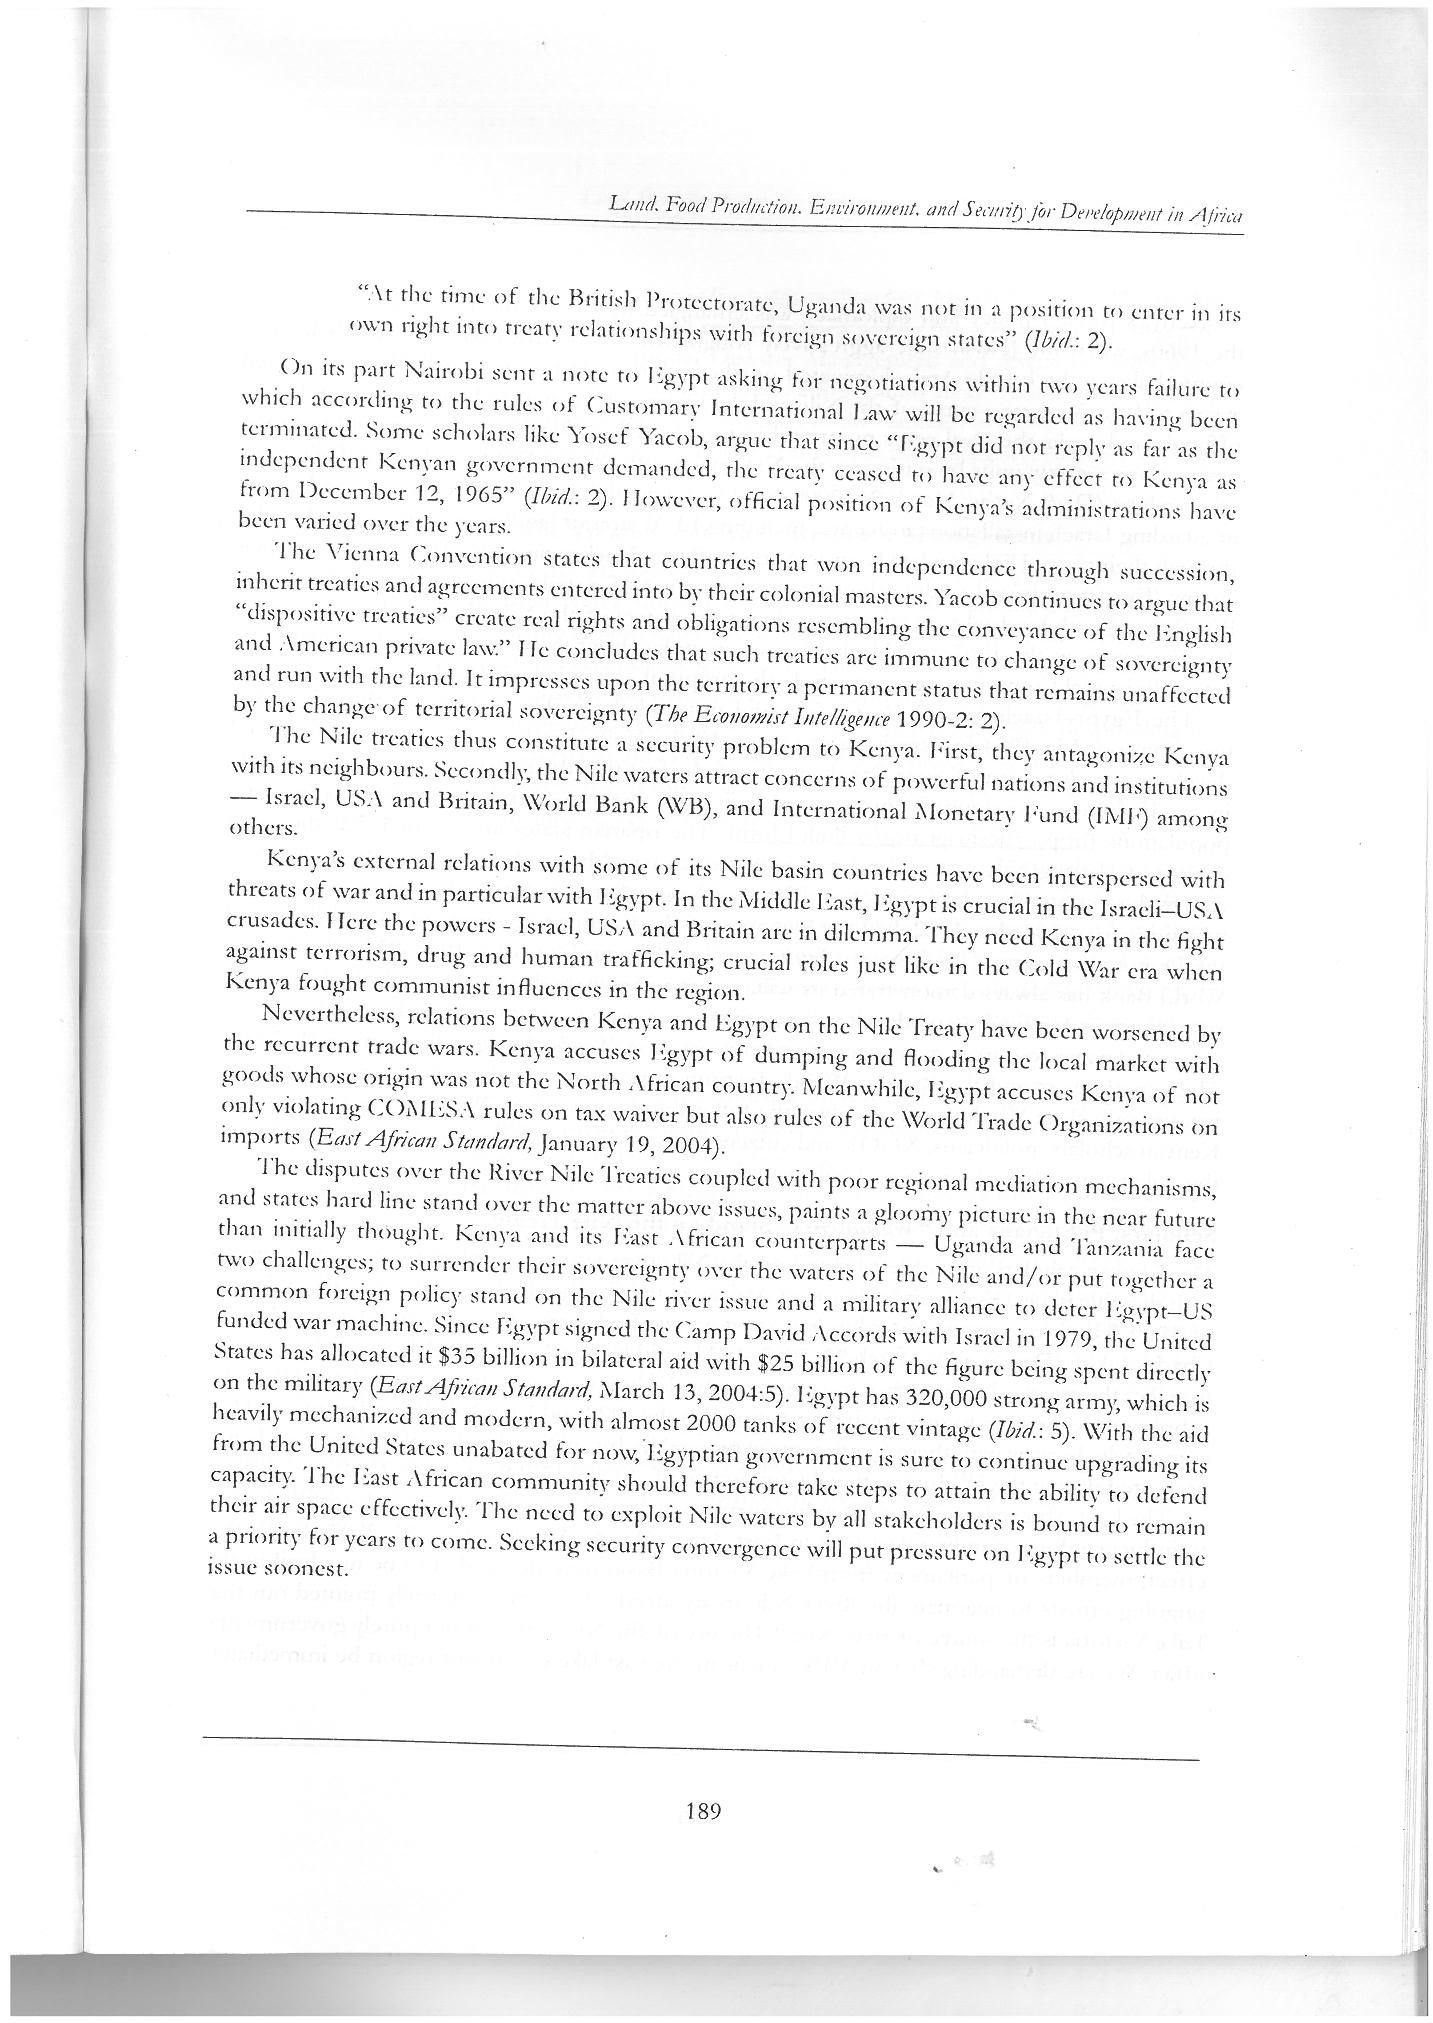 Land, Food Production, Environment, and Security for Development in Africa
“At the time of the British Protectorate, Uganda was not in a position to enter in its
own right into treaty relationships with foreign sovereign states” (Ibid.: 2).
On its part Nairobi sent a note to Egypt asking for negotiations within two years failure to
which according to the rules of Customary International Law will be regarded as having been
terminated. Some scholars like Yosef Yacob, argue that since “Egypt did not reply as far as the
independent Kenyan government demanded, the treaty ceased to have any effect to Kenya as
from December 12, 1965” (Ibid.: 2). However, official position of Kenya’s administrations have
been varied over the years.
The Vienna Convention states that countries that won independence through succession,
inherit treaties and agreements entered into by their colonial masters. Yacob continues to argue that
“dispositive treaties” create real rights and obligations resembling the conveyance of the English
and American private law.” He concludes that such treaties are immune to change of sovereignty
and run with the land. It impresses upon the territory a permanent status that remains unaffected
by the change of territorial sovereignty (The Economist Intelligence 1990-2: 2).
The Nile treaties thus constitute a security problem to Kenya. First, they antagonize Kenya
with its neighbours. Secondly, the Nile waters attract concerns of powerful nations and institutions
— Israel, USA and Britain, World Bank (WB), and International Monetary Fund (IMF) among
others.
Kenya’s external relations with some of its Nile basin countries have been interspersed with
threats of war and in particular with Egypt. In the Middle East, Egypt is crucial in the Israeli–USA
crusades. Here the powers - Israel, USA and Britain are in dilemma. They need Kenya in the fight
against terrorism, drug and human trafficking; crucial roles just like in the Cold War era when
Kenya fought communist influences in the region.
Nevertheless, relations between Kenya and Egypt on the Nile Treaty have been worsened by
the recurrent trade wars. Kenya accuses Egypt of dumping and flooding the local market with
goods whose origin was not the North African country. Meanwhile, Egypt accuses Kenya of not
only violating COMESA rules on tax waiver but also rules of the World Trade Organizations on
imports (East African Standard, January 19, 2004).
The disputes over the River Nile Treaties coupled with poor regional mediation mechanisms,
and states hard line stand over the matter above issues, paints a gloomy picture in the near future
than initially thought. Kenya and its East African counterparts — Uganda and Tanzania face
two challenges; to surrender their sovereignty over the waters of the Nile and/or put together a
common foreign policy stand on the Nile river issue and a military alliance to deter Egypt–US
funded war machine. Since Egypt signed the Camp David Accords with Israel in 1979, the United
States has allocated it $35 billion in bilateral aid with $25 billion of the figure being spent directly
on the military (East African Standard, March 13, 2004:5). Egypt has 320,000 strong army, which is
heavily mechanized and modern, with almost 2000 tanks of recent vintage (Ibid.: 5). With the aid
from the United States unabated for now, Egyptian government is sure to continue upgrading its
capacity. The East African community should therefore take steps to attain the ability to defend
their air space effectively. The need to exploit Nile waters by all stakeholders is bound to remain
a priority for years to come. Seeking security convergence will put pressure on Egypt to settle the
issue soonest.
189